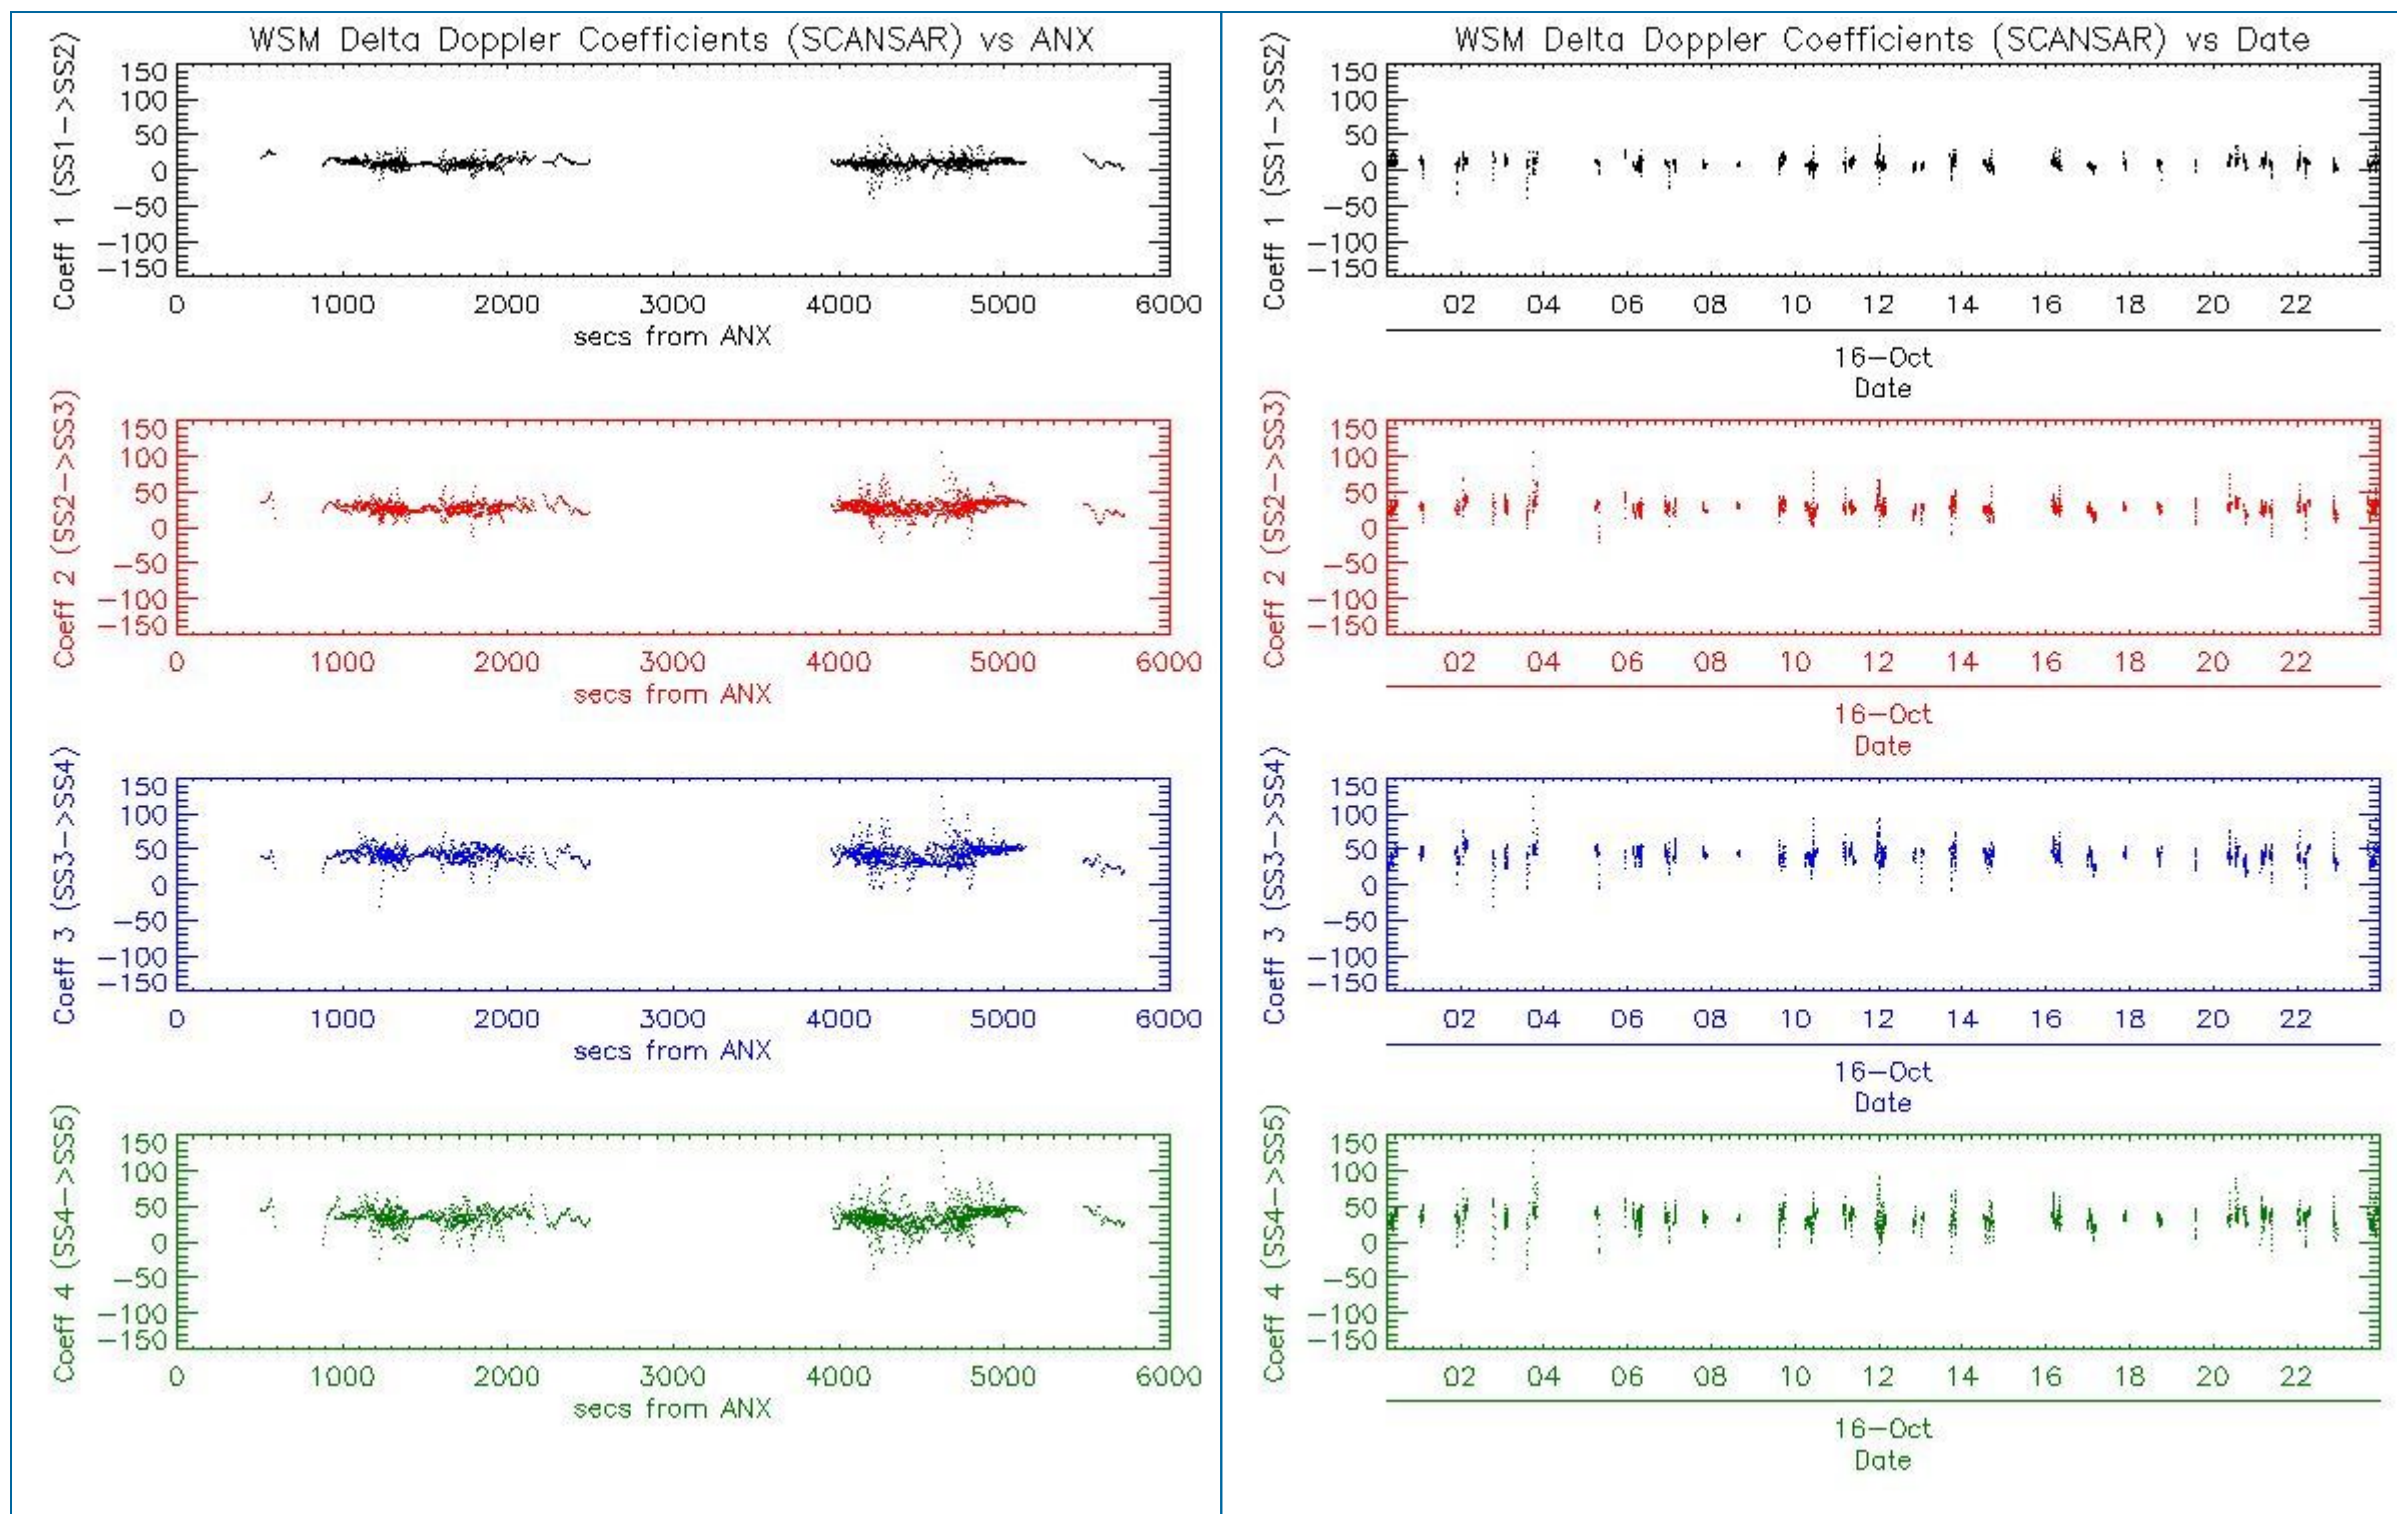 WSM Delta Doppler Coefficients (SCANSAR) vs ANX
Coeff 1 (SS1->SS2)
150
100
50
0
-50
-100
-150
0 1000 2000 3000 4000 5000 6000
secs from ANX
Coeff 2 (SS2->SS3)
150
100
50
0
-50
-100
-150
0 1000 2000 3000 4000 5000 6000
secs from ANX
Coeff 3 (SS3->SS4)
150
100
50
0
-50
-100
-150
0 1000 2000 3000 4000 5000 6000
secs from ANX
Coeff 4 (SS4->SS5)
150
100
50
0
-50
-100
-150
0 1000 2000 3000 4000 5000 6000
secs from ANX
WSM Delta Doppler Coefficients (SCANSAR) vs Date
Coeff 1 (SS1->SS2)
150
100
50
0
-50
-100
-150
02 04 06 08 10 12 14 16 18 20 22
16-Oct
Date
Coeff 2 (SS2->SS3)
150
100
50
0
-50
-100
-150
02 04 06 08 10 12 14 16 18 20 22
16-Oct
Date
Coeff 3 (SS3->SS4)
150
100
50
0
-50
-100
-150
02 04 06 08 10 12 14 16 18 20 22
16-Oct
Date
Coeff 4 (SS4->SS5)
150
100
50
0
-50
-100
-150
02 04 06 08 10 12 14 16 18 20 22
16-Oct
Date